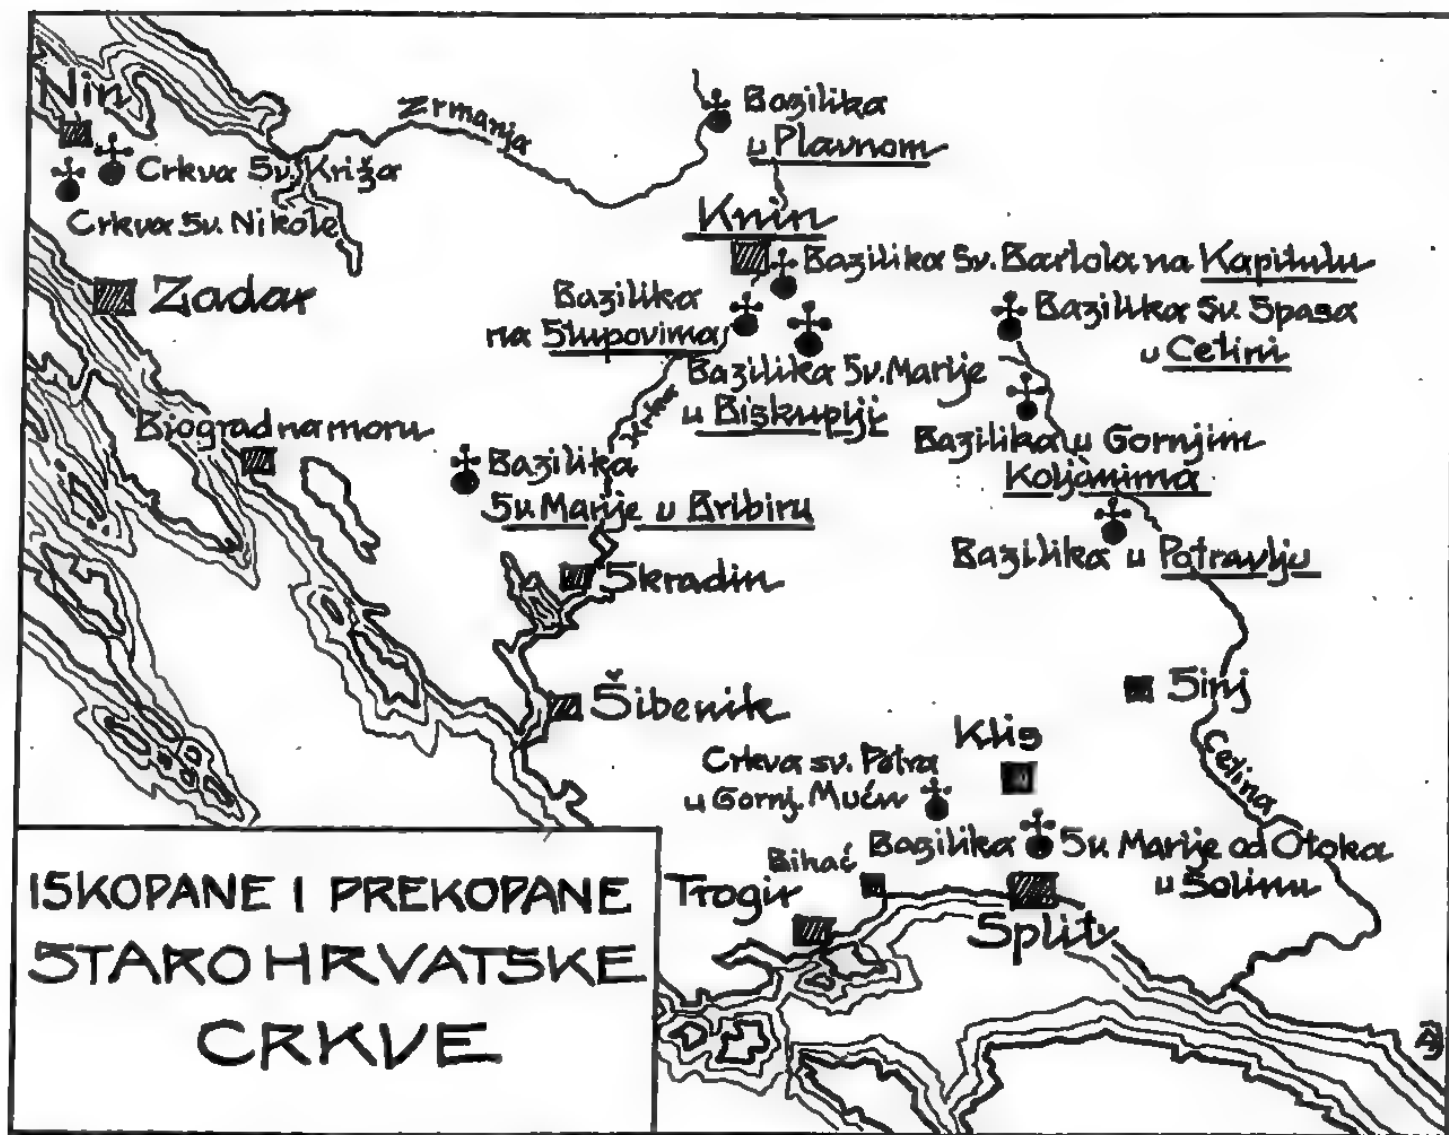 Nin
Zrmanja
Bazilika
u Plavnom
Crkva Sv. Križa
Crkva Sv. Nikole
Knin
Bazilika Sv. Bartola na Kapitulu
Zadar
Bazilika
na Stupovima
Bazilika Sv. Spasa
u Cetini
Bazilika Sv. Marije
u Biskupiji
Krka
Biograd na moru
Bazilika u Gornjim
Koljanima
Bazilika
Sv. Marije u Bribiru
Bazilika u Potravlju
Skradin
Sinj
Šibenik
Klis
Cetina
Crkva sv. Petra
u Gornj. Muću
Bihać
Bazilika Sv. Marije od Otoka
u Solinu
Trogir
Split
ISKOPANE I PREKOPANE
STAROHRVATSKE
CRKVE